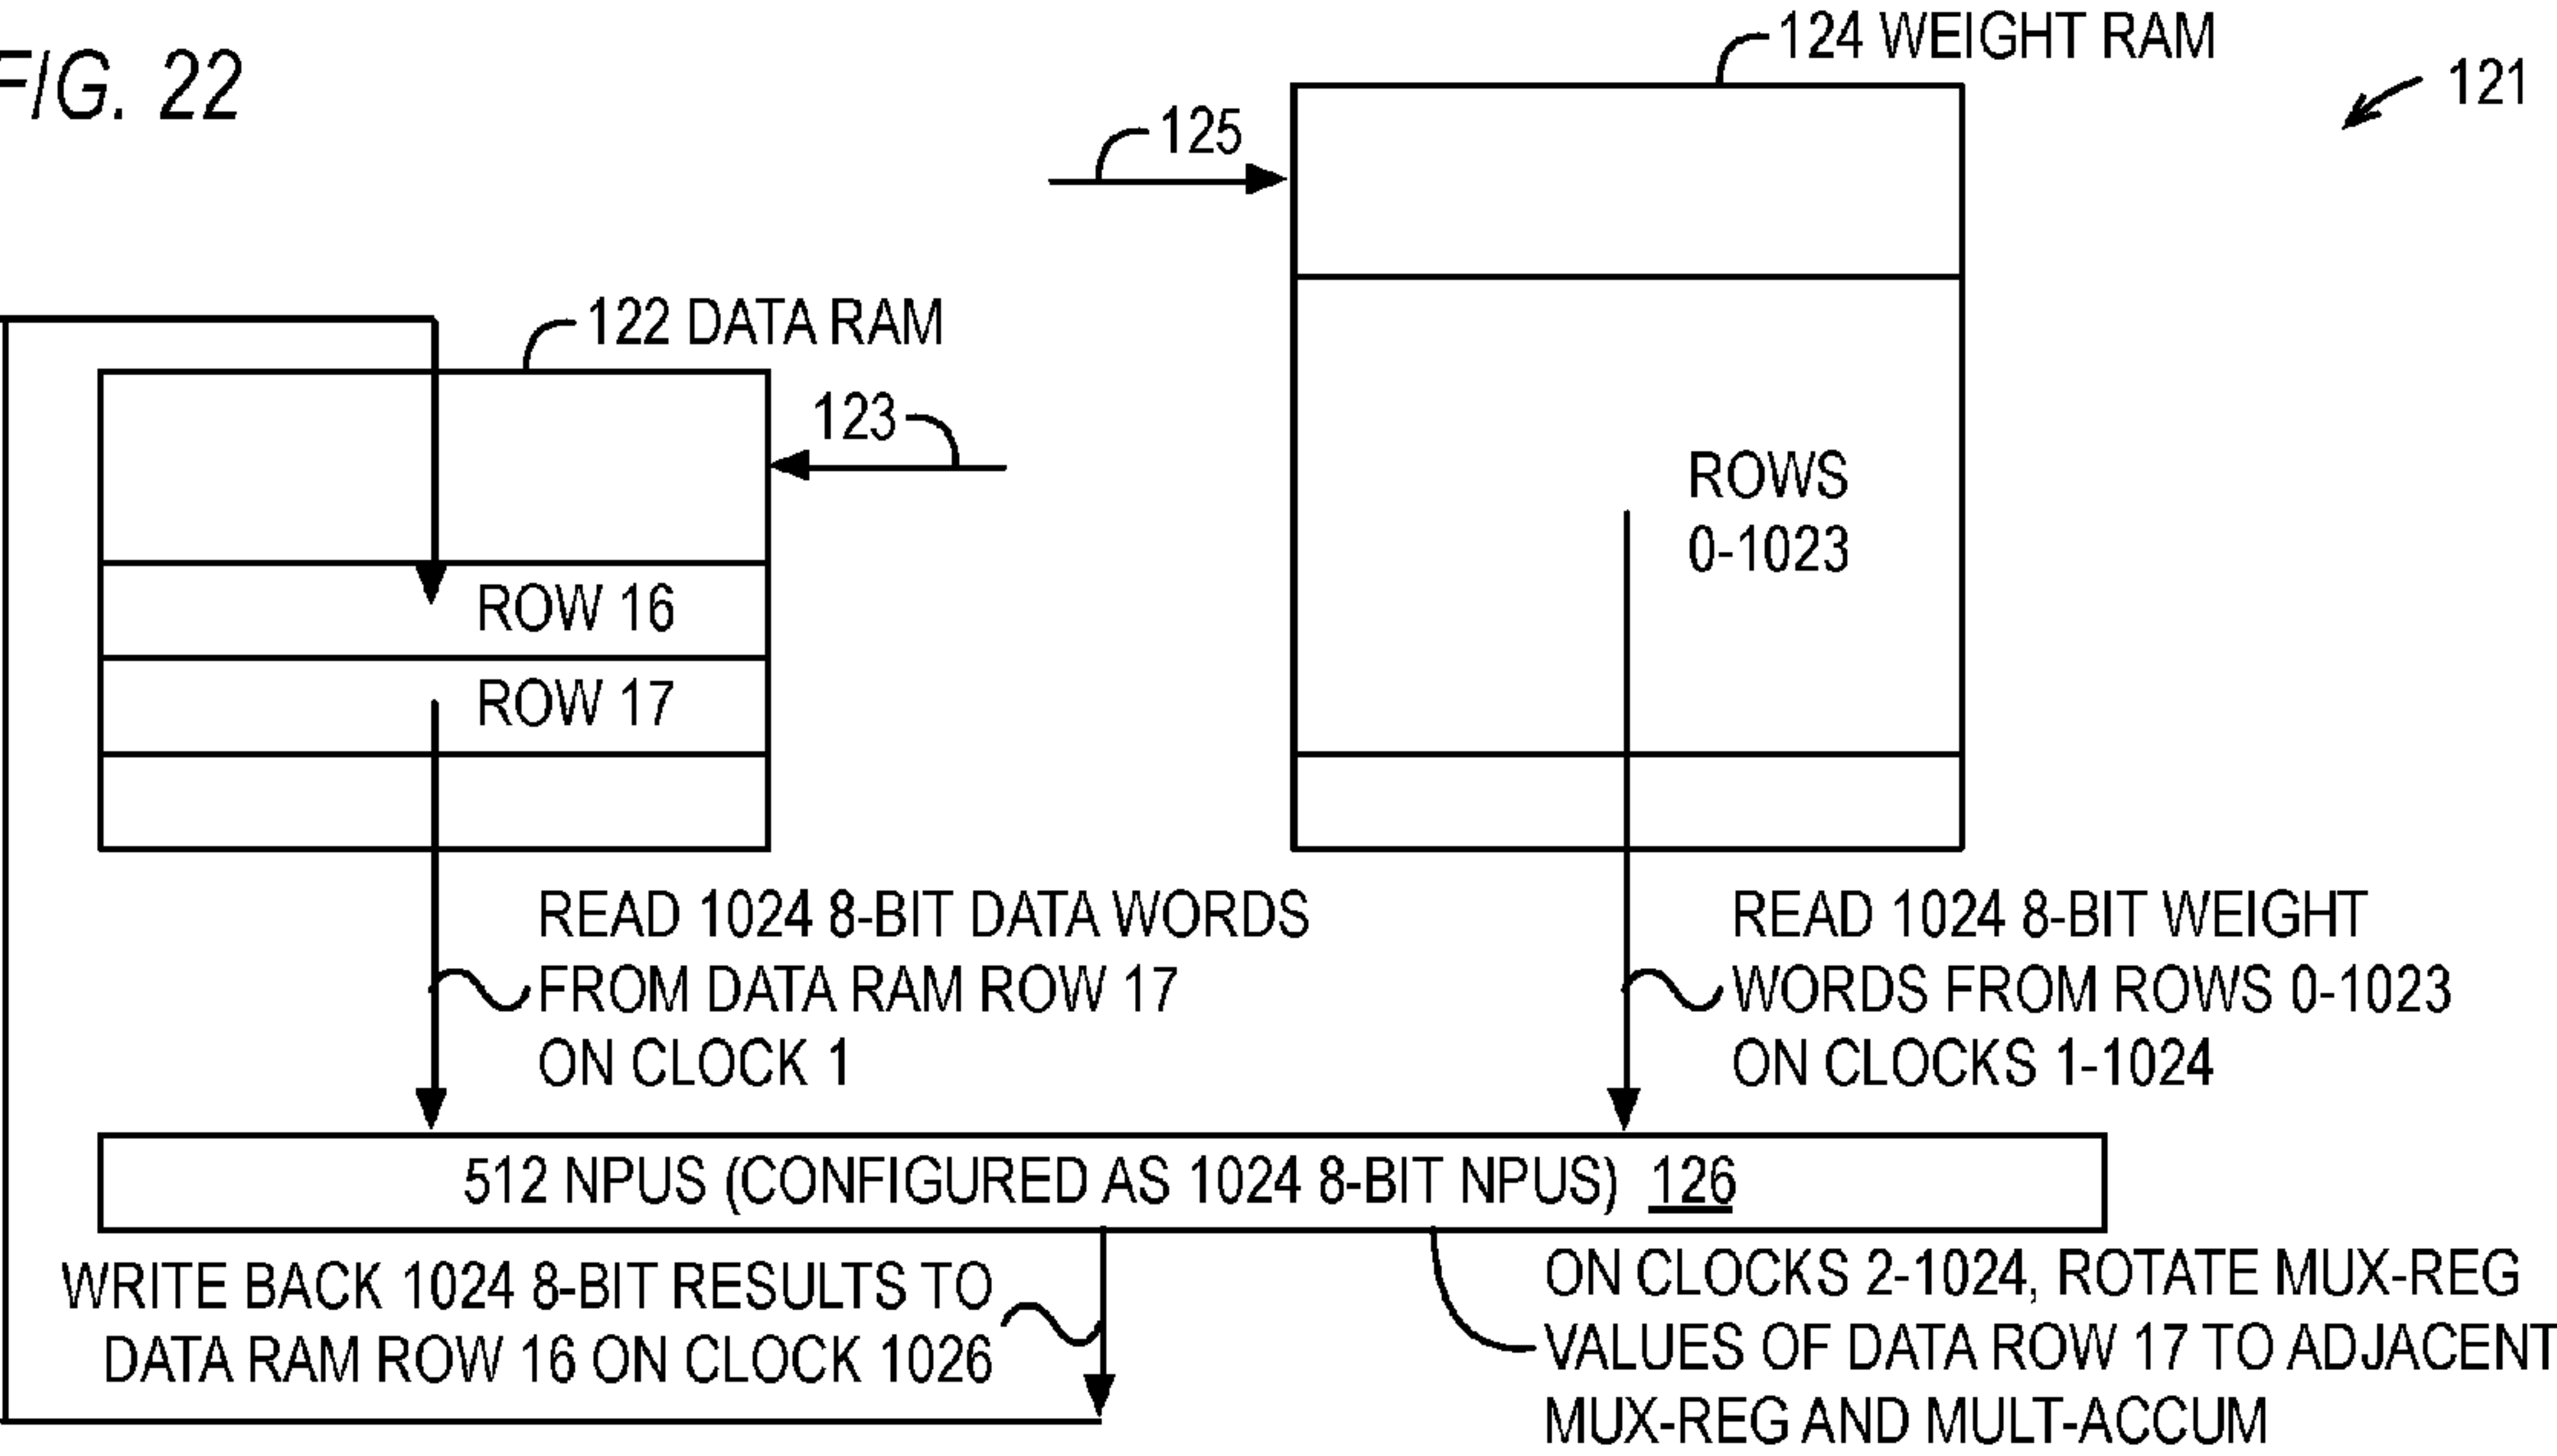 FIG. 22
124 WEIGHT RAM
121
125
122 DATA RAM
123
ROWS
0-1023
ROW 16
ROW 17
READ 1024 8-BIT DATA WORDS
FROM DATA RAM ROW 17
ON CLOCK 1
READ 1024 8-BIT WEIGHT
WORDS FROM ROWS 0-1023
ON CLOCKS 1-1024
512 NPUS (CONFIGURED AS 1024 8-BIT NPUS) 126
WRITE BACK 1024 8-BIT RESULTS TO
DATA RAM ROW 16 ON CLOCK 1026
ON CLOCKS 2-1024, ROTATE MUX-REG
VALUES OF DATA ROW 17 TO ADJACENT
MUX-REG AND MULT-ACCUM